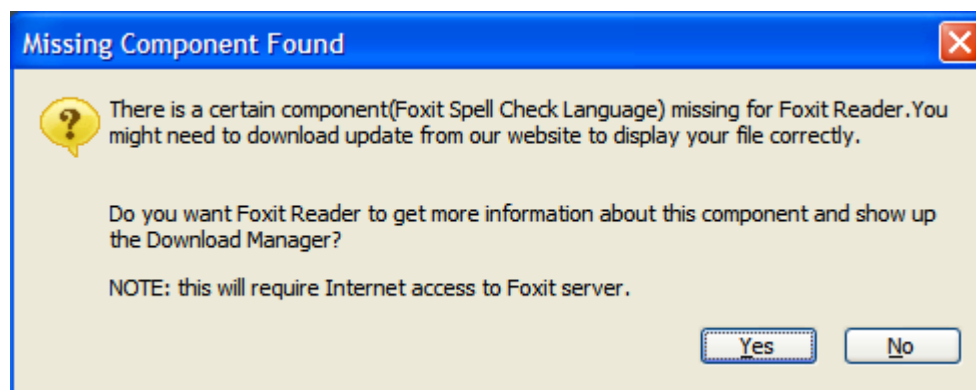 Missing Component Found
There is a certain component(Foxit Spell Check Language) missing for Foxit Reader.You
might need to download update from our website to display your file correctly.
Do you want Foxit Reader to get more information about this component and show up
the Download Manager?
NOTE: this will require Internet access to Foxit server.
Yes No